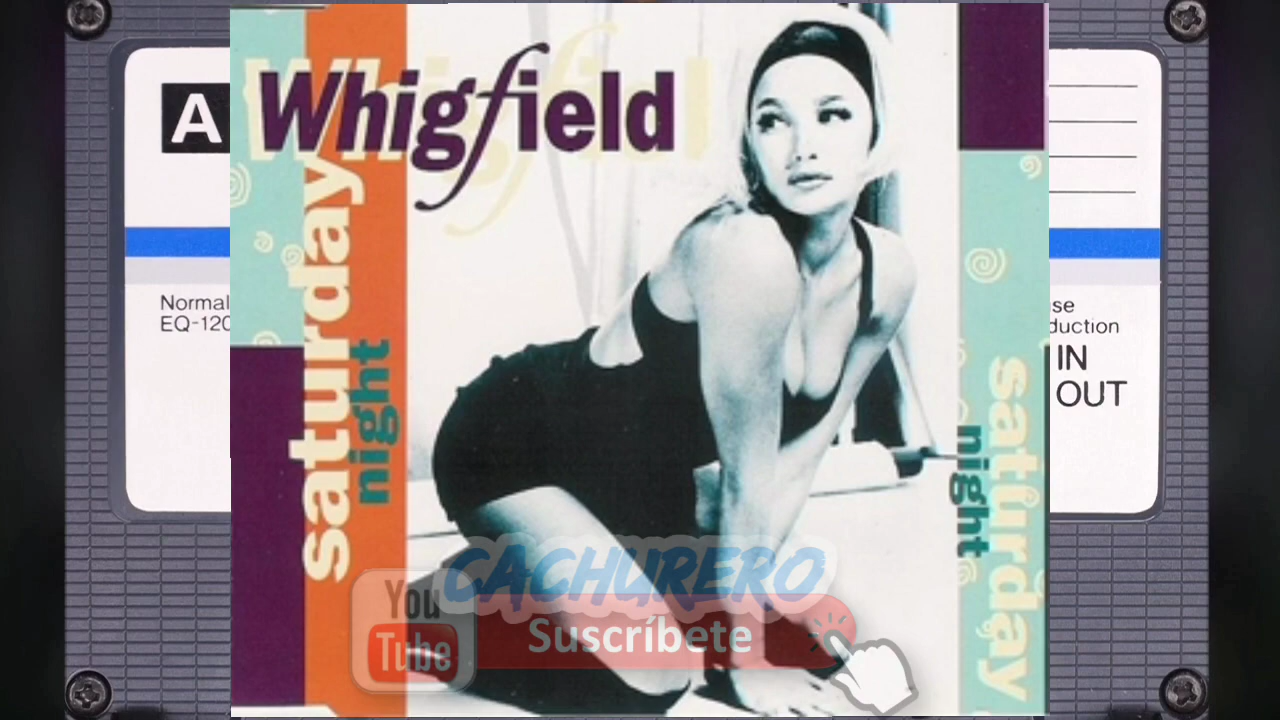 A
Whigfield
saturday
night
Normal
EQ-120
se
duction
IN
OUT
saturday
night
CACHURERO
You
Tube
Suscríbete